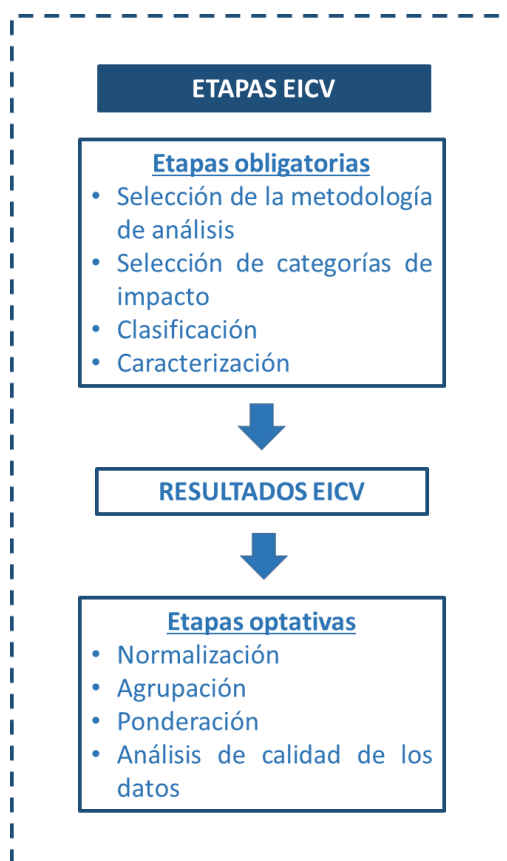 ETAPAS EICV
Etapas obligatorias
• Selección de la metodología
de análisis
• Selección de categorías de
impacto
• Clasificación
• Caracterización
RESULTADOS EICV
Etapas optativas
• Normalización
• Agrupación
• Ponderación
• Análisis de calidad de los
datos